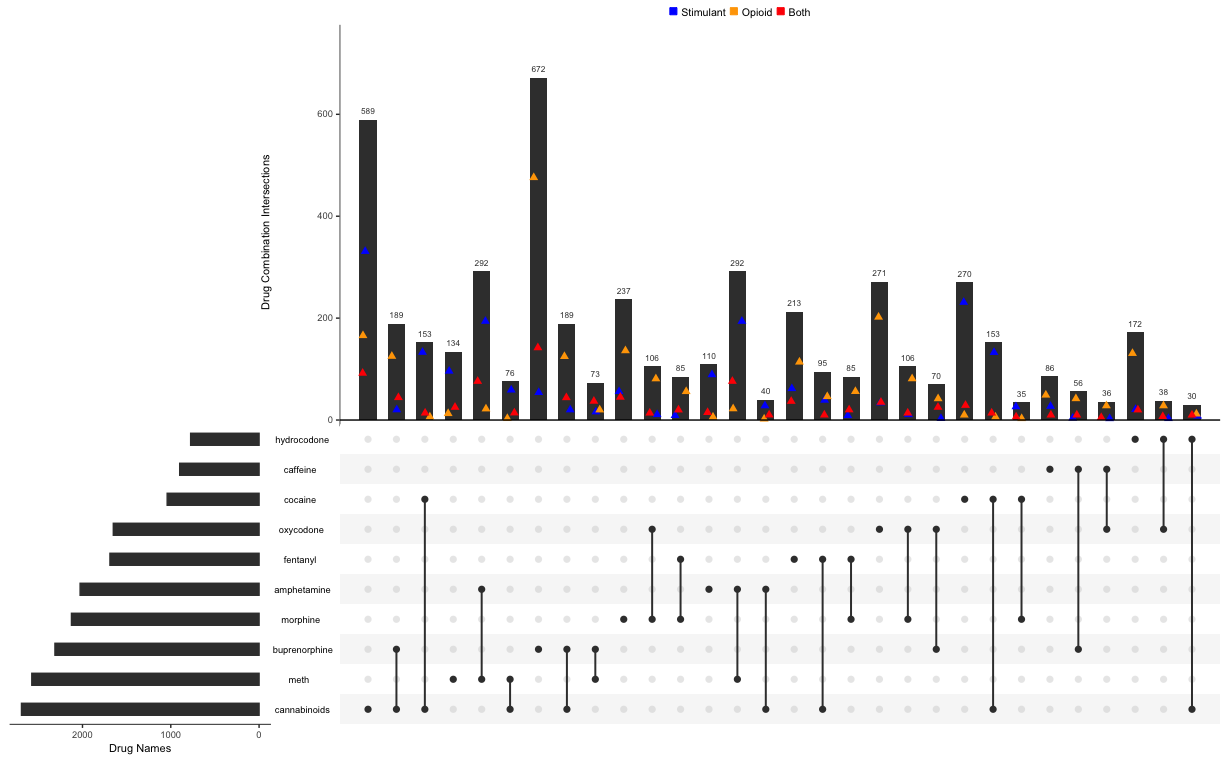 Stimulant Opioid Both
Drug Combination Intersections
600
400
200
0
589 189 153 134 292 76 672 189 73 237 106 85 110 292 40 213 95 85 271 106 70 270 153 35 86 56 36 172 38 30
hydrocodone
caffeine
cocaine
oxycodone
fentanyl
amphetamine
morphine
buprenorphine
meth
cannabinoids
2000 1000 0
Drug Names